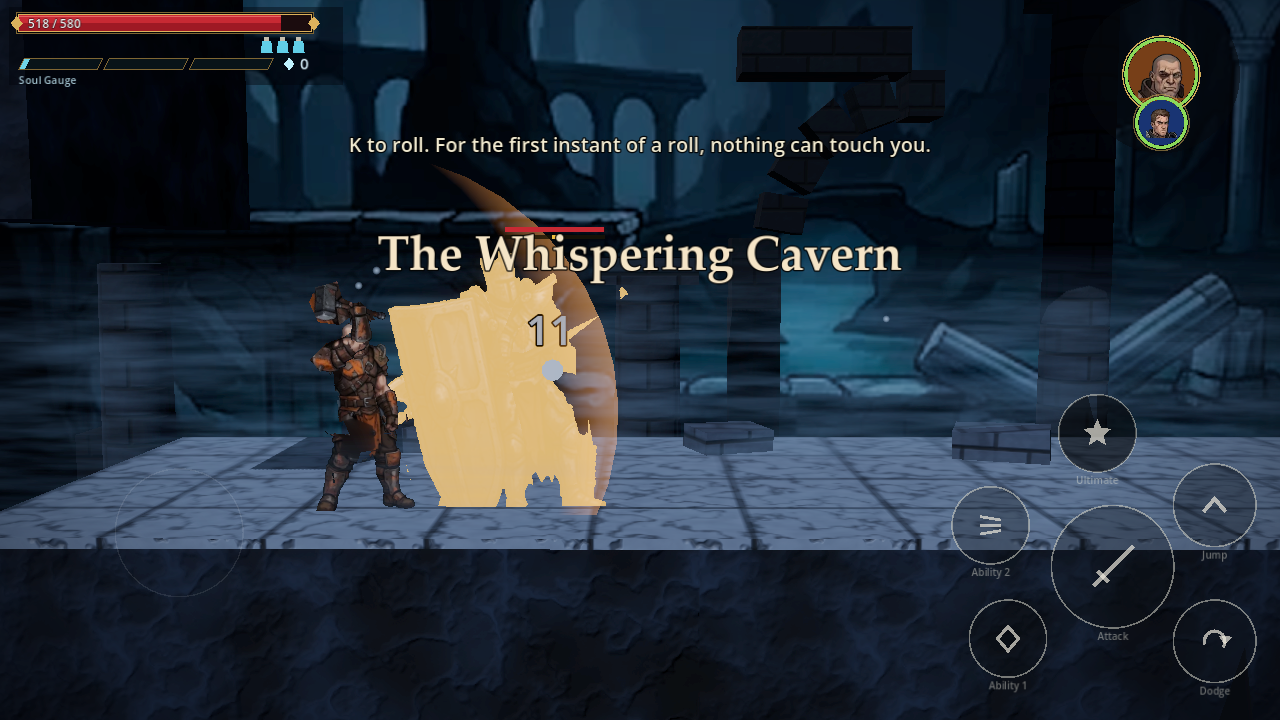 518 / 580
0
Soul Gauge
K to roll. For the first instant of a roll, nothing can touch you.
The Whispering Cavern
11
Ultimate
Ability 2
Jump
Attack
Ability 1
Dodge